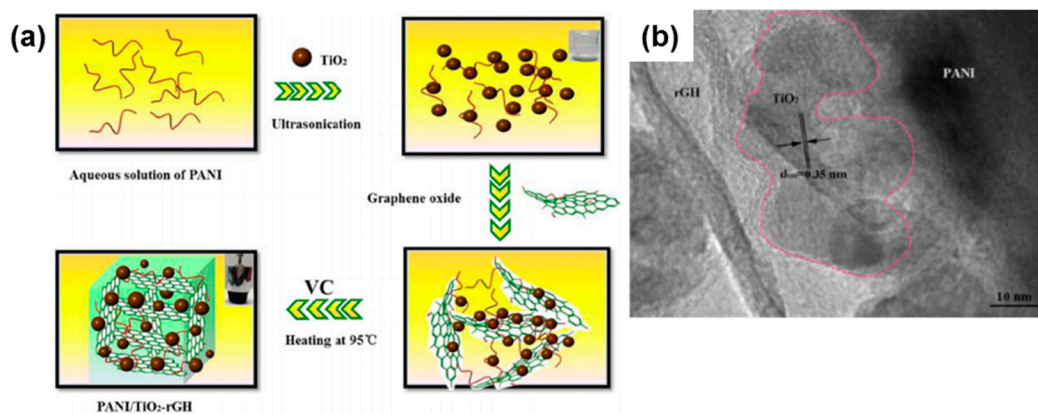 (a)
TiO₂
Ultrasonication
Aqueous solution of PANI
Graphene oxide
VC
Heating at 95℃
PANI/TiO₂-rGH
(b)
rGH
TiO₂
PANI
=0.35 nm
10 nm